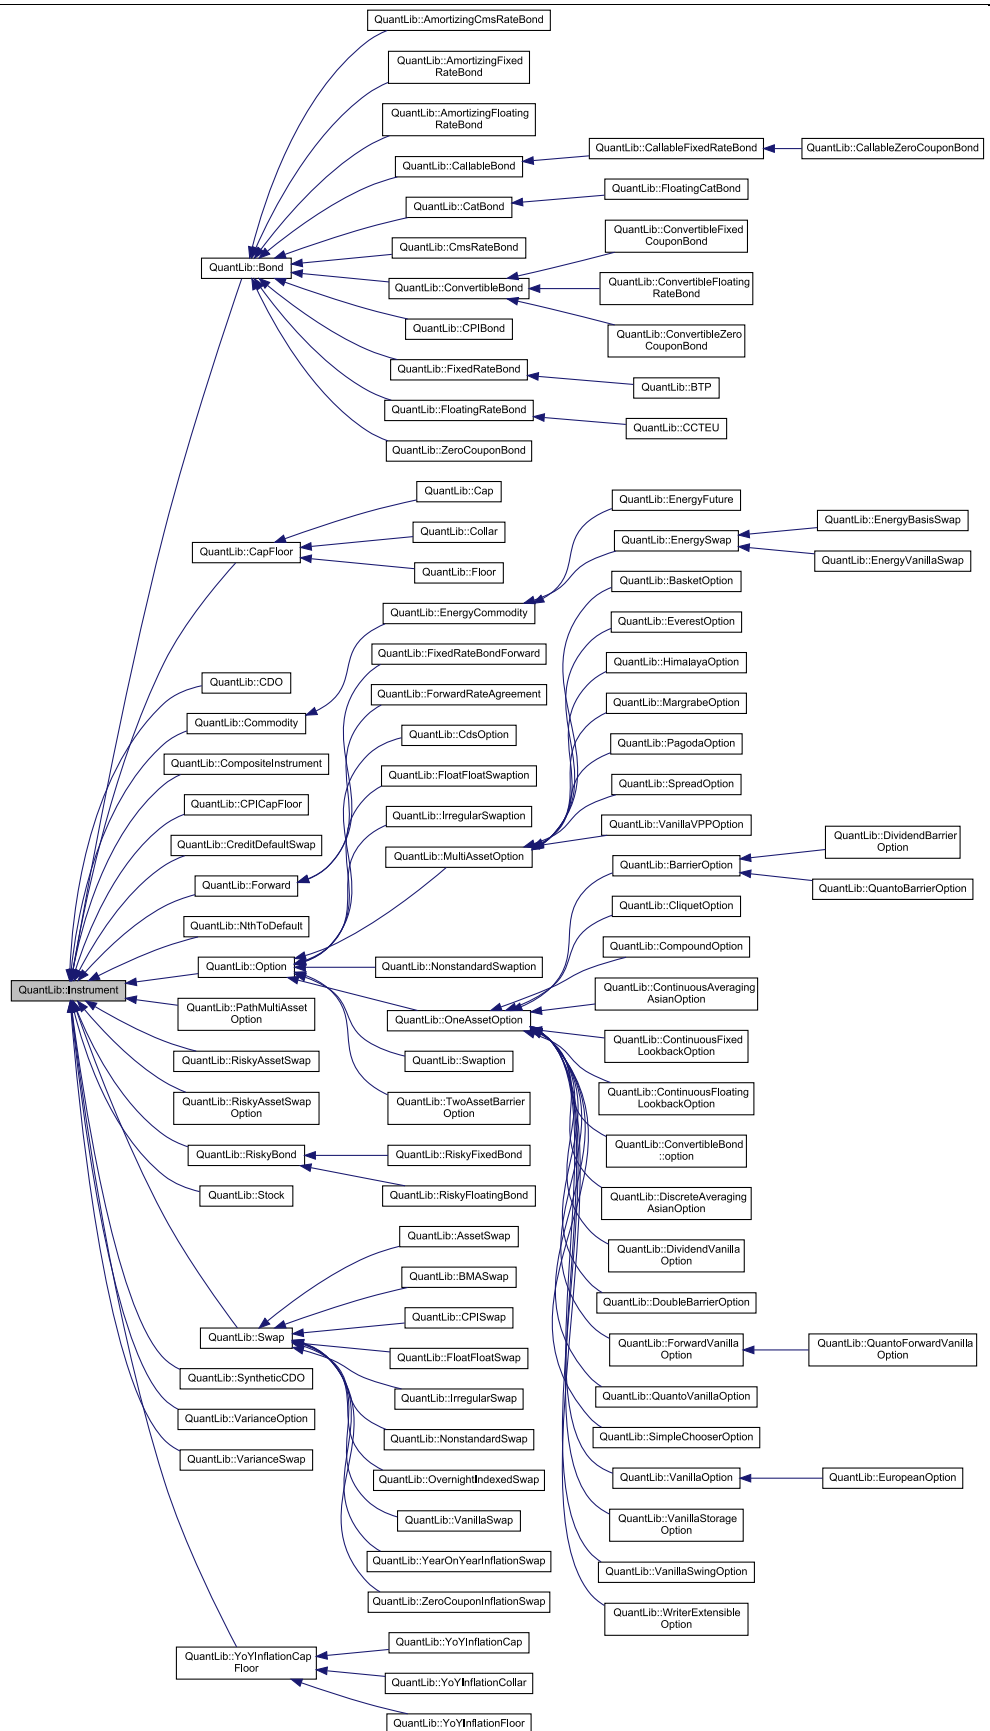 QuantLib::AmortizingCmsRateBond
QuantLib::AmortizingFixed
RateBond
QuantLib::AmortizingFloating
RateBond
QuantLib::CallableFixedRateBond
QuantLib::CallableZeroCouponBond
QuantLib::CallableBond
QuantLib::FloatingCatBond
QuantLib::CatBond
QuantLib::ConvertibleFixed
CouponBond
QuantLib::CmsRateBond
QuantLib::Bond
QuantLib::ConvertibleBond
QuantLib::ConvertibleFloating
RateBond
QuantLib::CPIBond
QuantLib::ConvertibleZero
CouponBond
QuantLib::FixedRateBond
QuantLib::BTP
QuantLib::FloatingRateBond
QuantLib::CCTEU
QuantLib::ZeroCouponBond
QuantLib::Cap
QuantLib::EnergyFuture
QuantLib::EnergyBasisSwap
QuantLib::Collar
QuantLib::EnergySwap
QuantLib::CapFloor
QuantLib::EnergyVanillaSwap
QuantLib::Floor
QuantLib::BasketOption
QuantLib::EnergyCommodity
QuantLib::EverestOption
QuantLib::FixedRateBondForward
QuantLib::HimalayaOption
QuantLib::CDO
QuantLib::ForwardRateAgreement
QuantLib::MargrabeOption
QuantLib::Commodity
QuantLib::CdsOption
QuantLib::PagodaOption
QuantLib::CompositeInstrument
QuantLib::FloatFloatSwaption
QuantLib::SpreadOption
QuantLib::CPICapFloor
QuantLib::IrregularSwaption
QuantLib::VanillaVPPOption
QuantLib::DividendBarrier
Option
QuantLib::CreditDefaultSwap
QuantLib::MultiAssetOption
QuantLib::BarrierOption
QuantLib::Forward
QuantLib::QuantoBarrierOption
QuantLib::CliquetOption
QuantLib::NthToDefault
QuantLib::CompoundOption
QuantLib::Option
QuantLib::NonstandardSwaption
QuantLib::Instrument
QuantLib::ContinuousAveraging
AsianOption
QuantLib::PathMultiAsset
Option
QuantLib::OneAssetOption
QuantLib::ContinuousFixed
LookbackOption
QuantLib::RiskyAssetSwap
QuantLib::Swaption
QuantLib::ContinuousFloating
LookbackOption
QuantLib::RiskyAssetSwap
Option
QuantLib::TwoAssetBarrier
Option
QuantLib::ConvertibleBond
::option
QuantLib::RiskyBond
QuantLib::RiskyFixedBond
QuantLib::Stock
QuantLib::RiskyFloatingBond
QuantLib::DiscreteAveraging
AsianOption
QuantLib::AssetSwap
QuantLib::DividendVanilla
Option
QuantLib::BMASwap
QuantLib::DoubleBarrierOption
QuantLib::CPISwap
QuantLib::Swap
QuantLib::ForwardVanilla
Option
QuantLib::QuantoForwardVanilla
Option
QuantLib::FloatFloatSwap
QuantLib::SyntheticCDO
QuantLib::IrregularSwap
QuantLib::QuantoVanillaOption
QuantLib::VarianceOption
QuantLib::NonstandardSwap
QuantLib::SimpleChooserOption
QuantLib::VarianceSwap
QuantLib::OvernightIndexedSwap
QuantLib::VanillaOption
QuantLib::EuropeanOption
QuantLib::VanillaSwap
QuantLib::VanillaStorage
Option
QuantLib::YearOnYearInflationSwap
QuantLib::VanillaSwingOption
QuantLib::ZeroCouponInflationSwap
QuantLib::WriterExtensible
Option
QuantLib::YoYInflationCap
QuantLib::YoYInflationCap
Floor
QuantLib::YoYInflationCollar
QuantLib::YoYInflationFloor